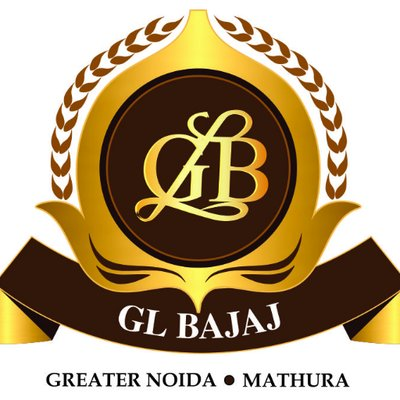 GLB
GL BAJAJ
GREATER NOIDA • MATHURA